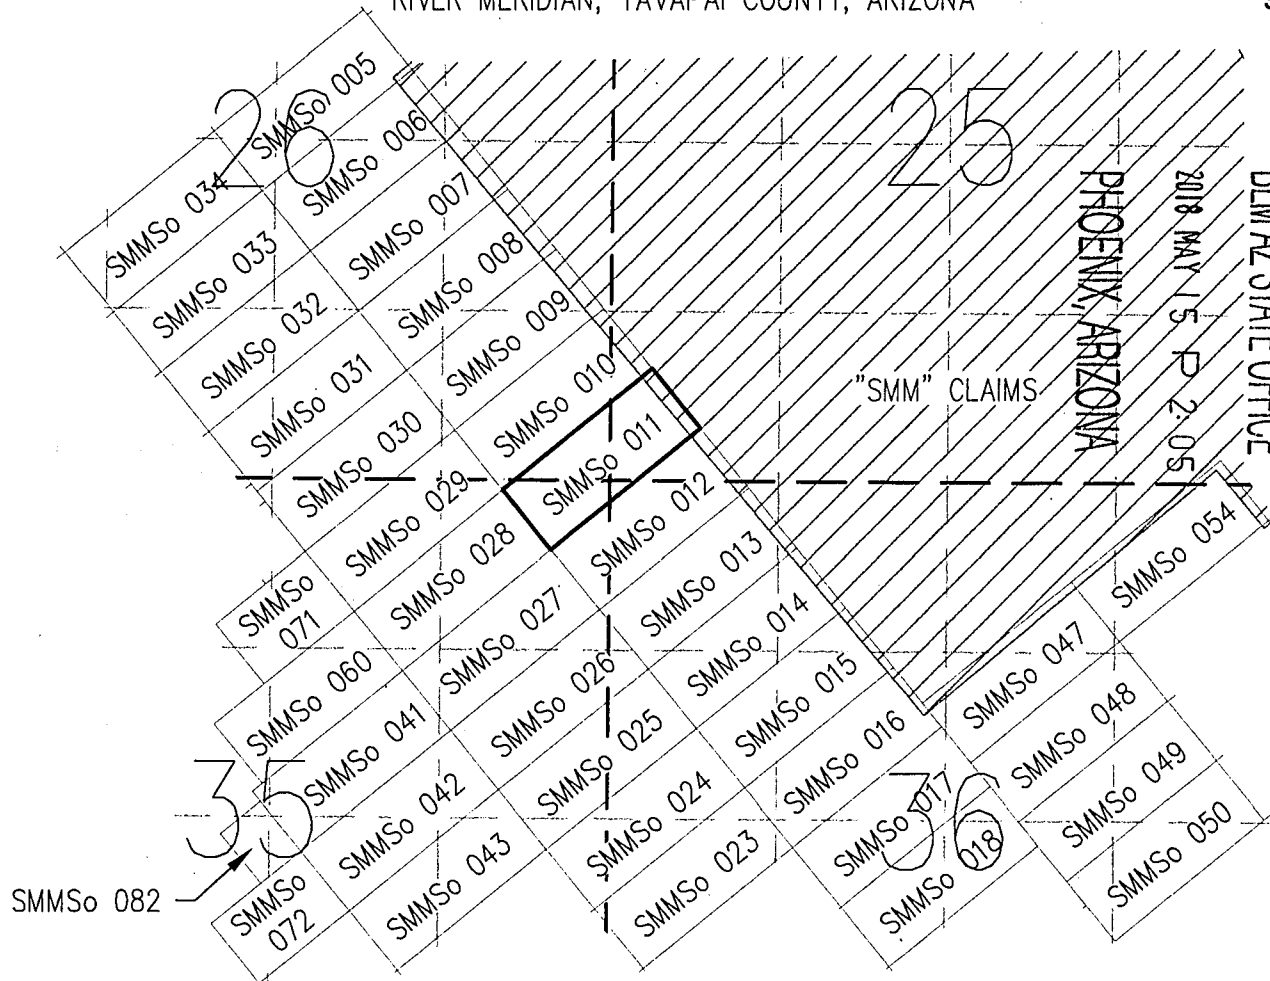 RIVER MERIDIAN, YAVAPAI COUNTY, ARIZONA
26
25
SMMSo 005
SMMSo 006
SMMSo 007
SMMSo 008
SMMSo 009
SMMSo 010
SMMSo 011
SMMSo 012
SMMSo 013
SMMSo 014
SMMSo 015
SMMSo 016
SMMSo 017
SMMSo 018
SMMSo 034
SMMSo 033
SMMSo 032
SMMSo 031
SMMSo 030
SMMSo 029
SMMSo 028
SMMSo 027
SMMSo 026
SMMSo 025
SMMSo 024
SMMSo 023
"SMM" CLAIMS
BLM AZ STATE OFFICE
2018 MAY 15 P 2:05
PHOENIX, ARIZONA
SMMSo 054
SMMSo 047
SMMSo 048
SMMSo 049
SMMSo 050
SMMSo
071
SMMSo 060
SMMSo 041
SMMSo 042
SMMSo 043
35
36
SMMSo 082
SMMSo
072